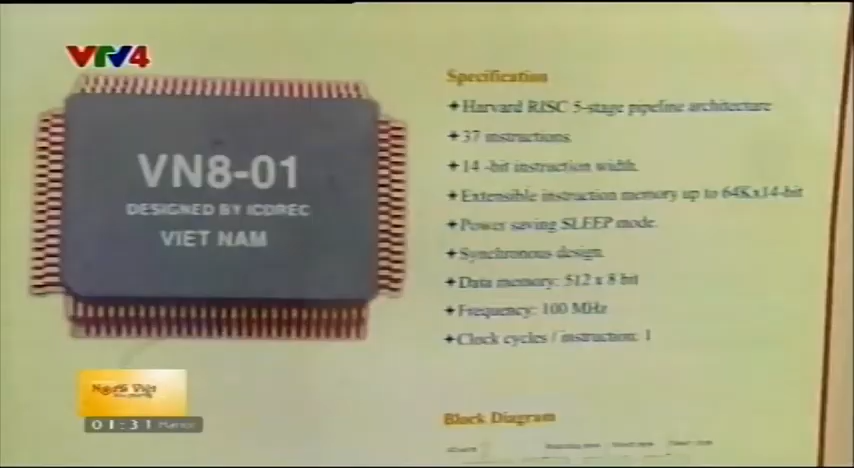 VTV4
VN8-01
DESIGNED BY ICDREC
VIET NAM
Specification
Harvard RISC 5-stage pipeline architecture
37 instructions
14 -bit instruction width.
Extensible instruction memory up to 64Kx14-bit
Power saving SLEEP mode.
Synchronous design
Data memory: 512 x 8 bit
Frequency: 100 MHz
Clock cycles / instruction: 1
Người Việt
01:31
Block Diagram